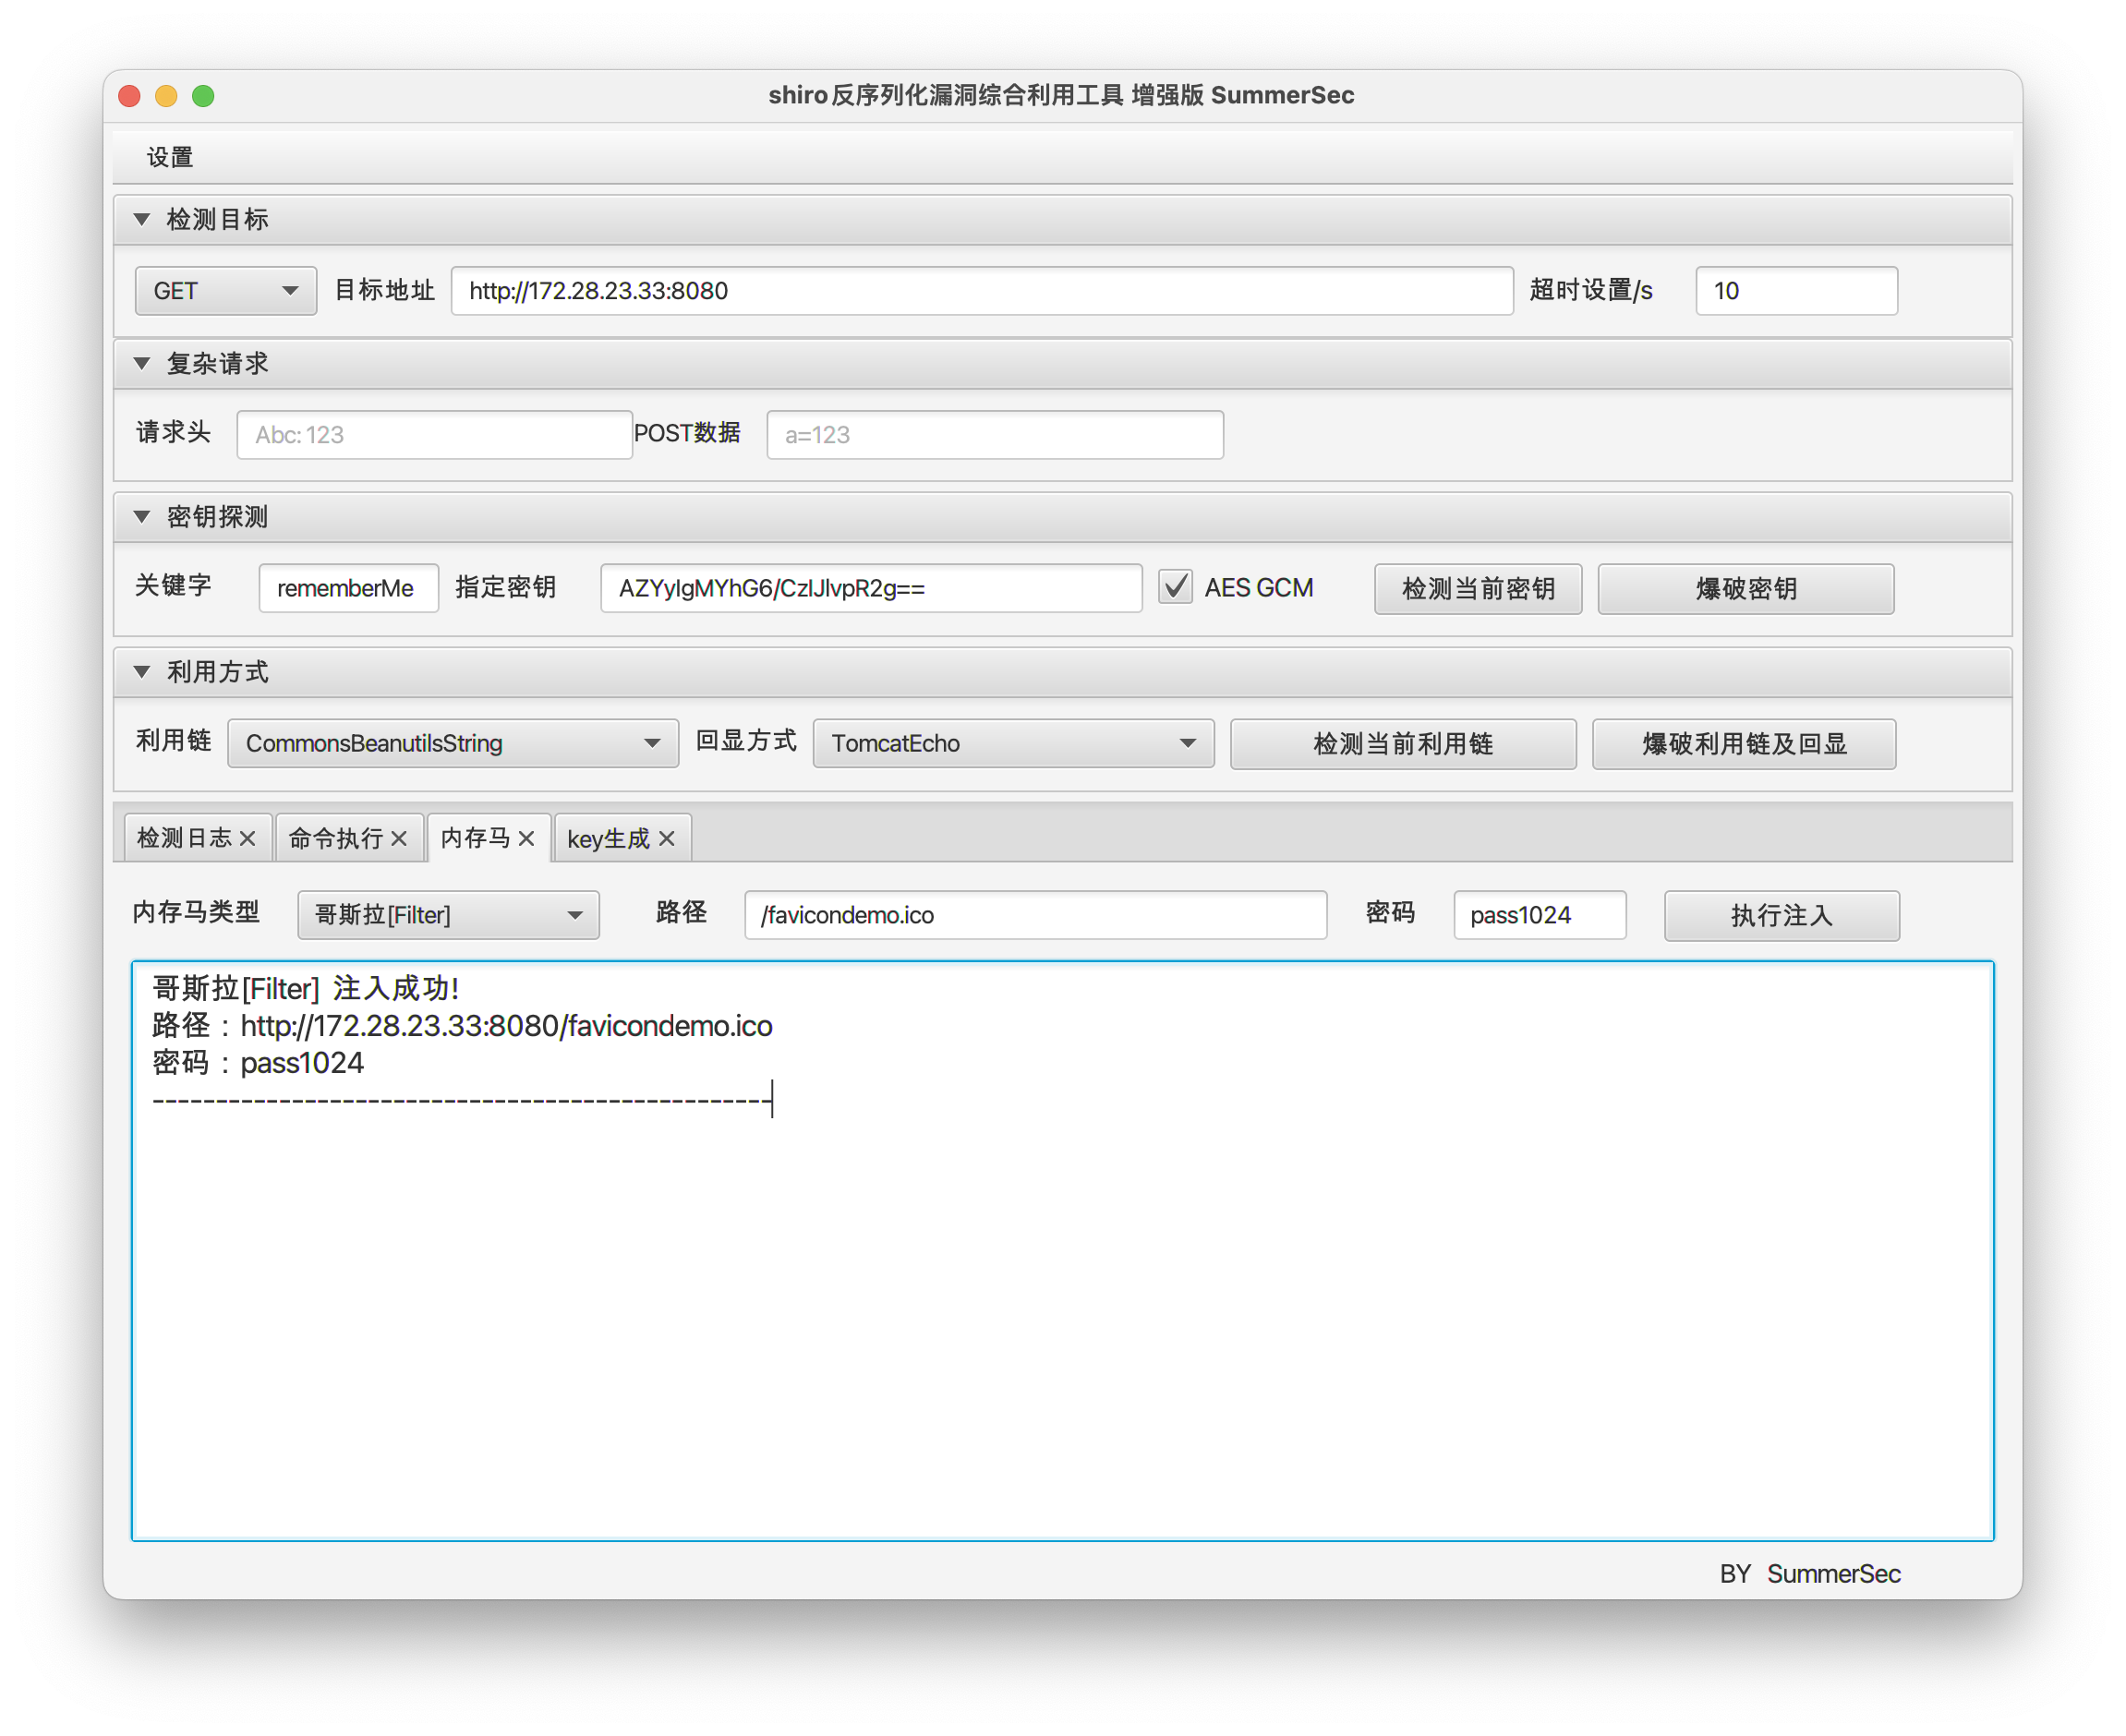 shiro反序列化漏洞综合利用工具 增强版 SummerSec
设置
检测目标
GET 目标地址 http://172.28.23.33:8080 超时设置/s 10
复杂请求
请求头 Abc: 123 POST数据 a=123
密钥探测
关键字 rememberMe 指定密钥 AZYyIgMYhG6/CzIJlvpR2g== AES GCM 检测当前密钥 爆破密钥
利用方式
利用链 CommonsBeanutilsString 回显方式 TomcatEcho 检测当前利用链 爆破利用链及回显
检测日志 命令执行 内存马 key生成
内存马类型 哥斯拉[Filter] 路径 /favicondemo.ico 密码 pass1024 执行注入
哥斯拉[Filter] 注入成功!
路径：http://172.28.23.33:8080/favicondemo.ico
密码：pass1024
-------------------------------------------------
BY SummerSec